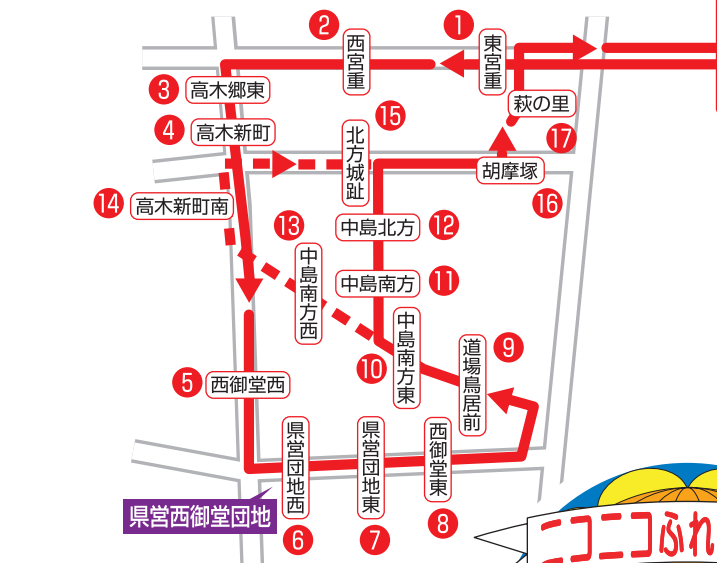 1
東宮重
2
西宮重
3
高木郷東
4
高木新町
5
西御堂西
6
県営団地西
7
県営団地東
8
西御堂東
9
道場鳥居前
10
中島南方東
11
中島南方
12
中島北方
13
中島南方西
14
高木新町南
15
北方城趾
16
胡摩塚
17
萩の里
県営西御堂団地
ニコニコふれ